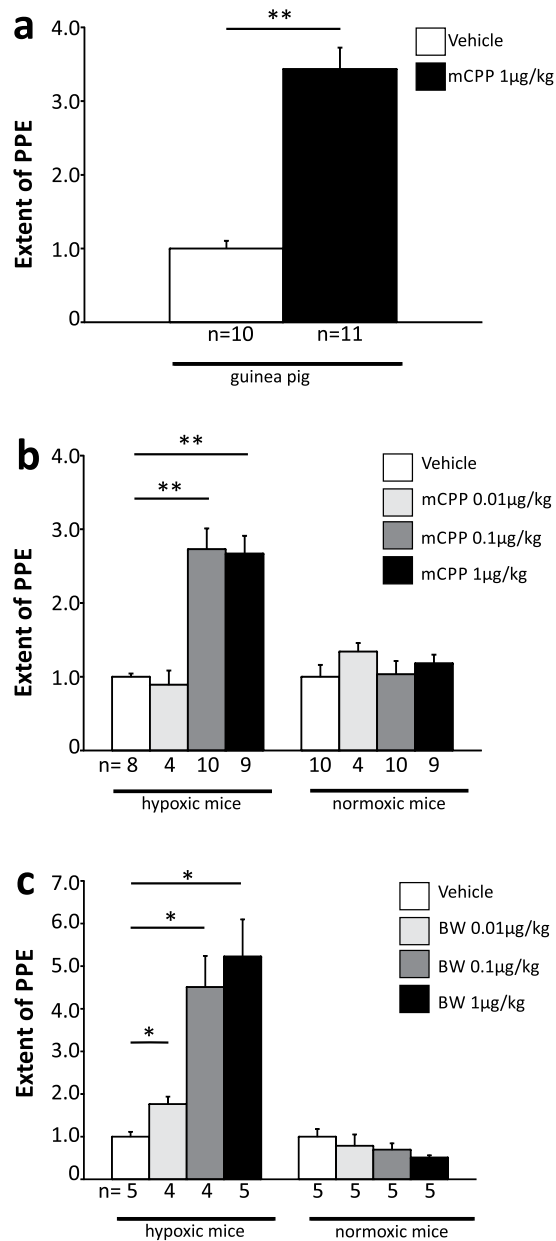 a
4.0
3.0
2.0
1.0
0
Extent of PPE
**
Vehicle
mCPP 1µg/kg
n=10 n=11
guinea pig
b
4.0
3.0
2.0
1.0
0
Extent of PPE
**
**
Vehicle
mCPP 0.01µg/kg
mCPP 0.1µg/kg
mCPP 1µg/kg
n= 8 4 10 9 10 4 10 9
hypoxic mice normoxic mice
c
7.0
6.0
5.0
4.0
3.0
2.0
1.0
0
Extent of PPE
*
*
*
Vehicle
BW 0.01µg/kg
BW 0.1µg/kg
BW 1µg/kg
n= 5 4 4 5 5 5 5 5
hypoxic mice normoxic mice